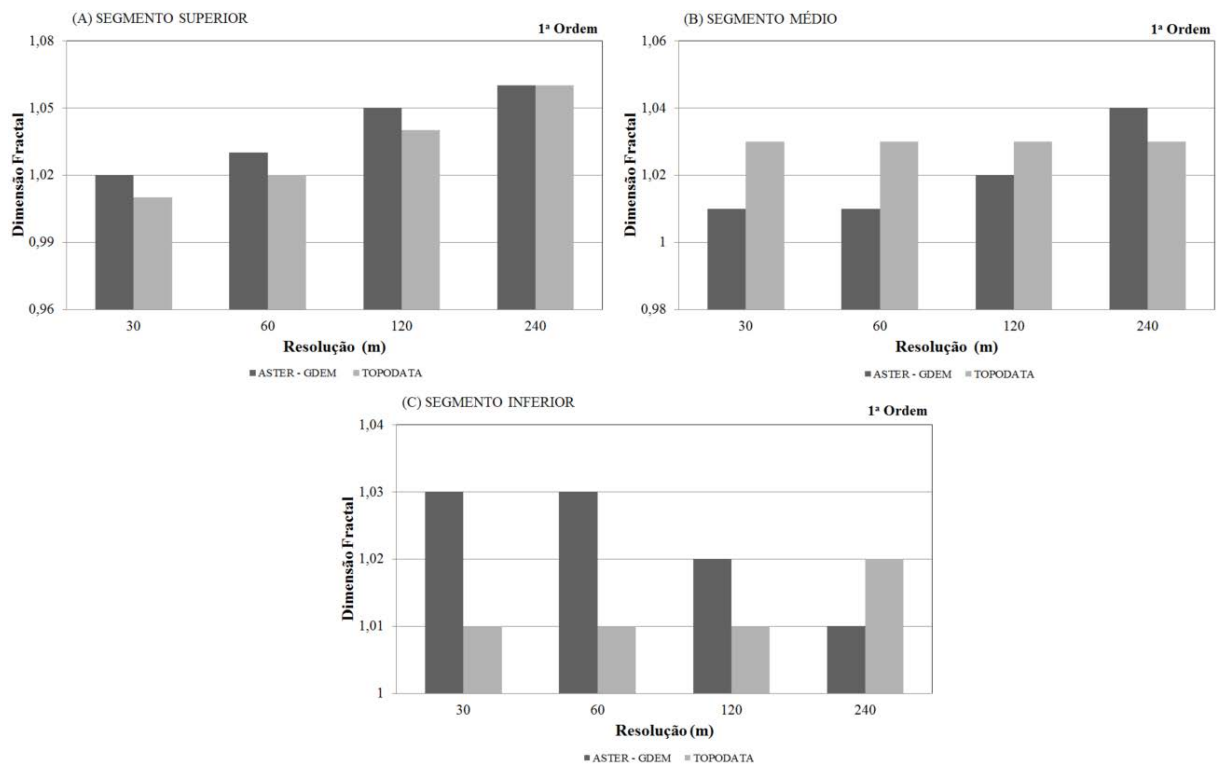 (A) SEGMENTO SUPERIOR
1ª Ordem
1,08
1,05
1,02
0,99
0,96
Dimensão Fractal
30 60 120 240
Resolução (m)
ASTER - GDEM TOPODATA
(B) SEGMENTO MÉDIO
1ª Ordem
1,06
1,04
1,02
1
0,98
Dimensão Fractal
30 60 120 240
Resolução (m)
ASTER - GDEM TOPODATA
(C) SEGMENTO INFERIOR
1ª Ordem
1,04
1,03
1,02
1,01
1
Dimensão Fractal
30 60 120 240
Resolução (m)
ASTER - GDEM TOPODATA